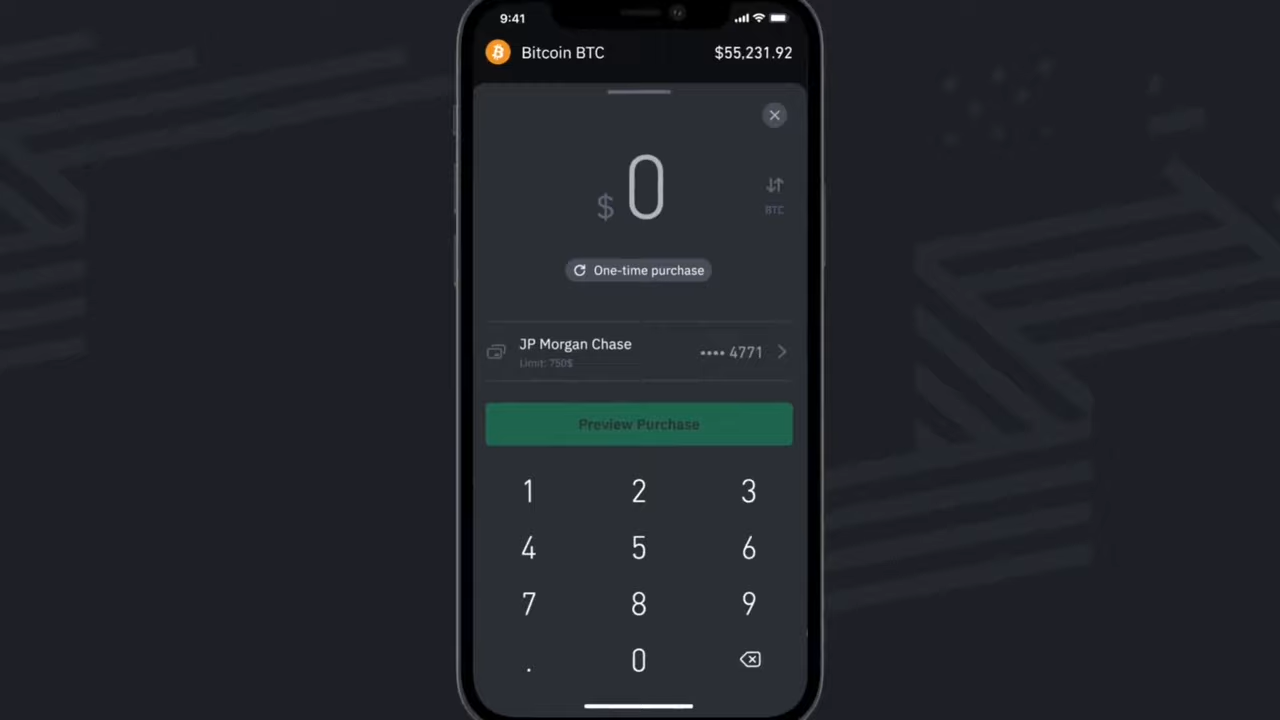 9:41
Bitcoin BTC $55,231.92
$ 0
BTC
One-time purchase
JP Morgan Chase •••• 4771
Limit: 750$
Preview Purchase
1 2 3
4 5 6
7 8 9
. 0